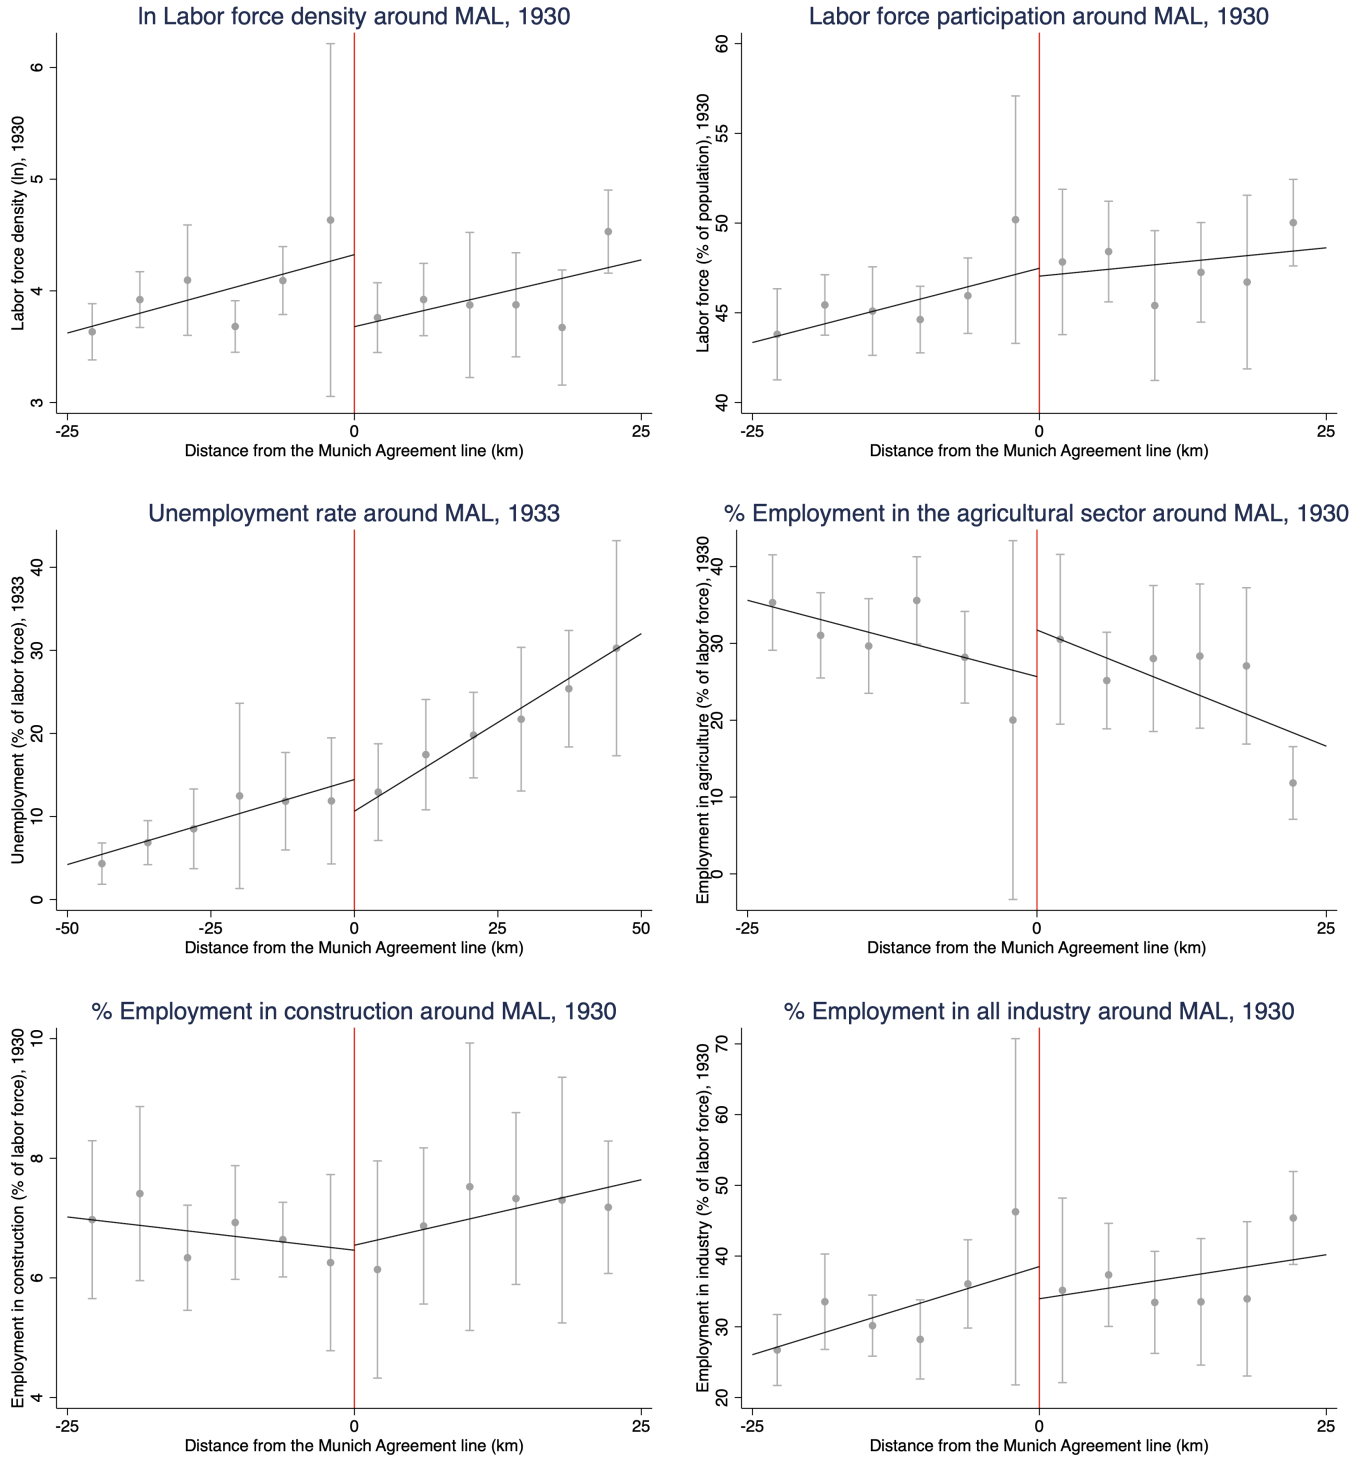 ln Labor force density around MAL, 1930
Labor force density (ln), 1930
6
5
4
3
-25 0 25
Distance from the Munich Agreement line (km)
Labor force participation around MAL, 1930
Labor force (% of population), 1930
60
55
50
45
40
-25 0 25
Distance from the Munich Agreement line (km)
Unemployment rate around MAL, 1933
Unemployment (% of labor force), 1933
40
30
20
10
0
-50 -25 0 25 50
Distance from the Munich Agreement line (km)
% Employment in the agricultural sector around MAL, 1930
Employment in agriculture (% of labor force), 1930
40
30
20
10
0
-25 0 25
Distance from the Munich Agreement line (km)
% Employment in construction around MAL, 1930
Employment in construction (% of labor force), 1930
10
8
6
4
-25 0 25
Distance from the Munich Agreement line (km)
% Employment in all industry around MAL, 1930
Employment in industry (% of labor force), 1930
70
60
50
40
30
20
-25 0 25
Distance from the Munich Agreement line (km)